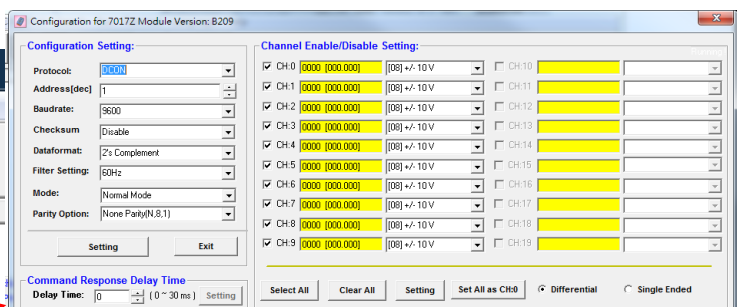 Configuration for 7017Z Module Version: B209
Configuration Setting:
Protocol: DCON
Address[dec] 1
Baudrate: 9600
Checksum Disable
Dataformat: 2's Complement
Filter Setting: 60Hz
Mode: Normal Mode
Parity Option: None Parity(N,8,1)
Setting Exit
Command Response Delay Time
Delay Time: 0 ( 0 ~ 30 ms ) Setting
Channel Enable/Disable Setting:
CH:0 0000 [000.000] [08] +/- 10 V CH:10
CH:1 0000 [000.000] [08] +/- 10 V CH:11
CH:2 0000 [000.000] [08] +/- 10 V CH:12
CH:3 0000 [000.000] [08] +/- 10 V CH:13
CH:4 0000 [000.000] [08] +/- 10 V CH:14
CH:5 0000 [000.000] [08] +/- 10 V CH:15
CH:6 0000 [000.000] [08] +/- 10 V CH:16
CH:7 0000 [000.000] [08] +/- 10 V CH:17
CH:8 0000 [000.000] [08] +/- 10 V CH:18
CH:9 0000 [000.000] [08] +/- 10 V CH:19
Select All Clear All Setting Set All as CH:0 Differential Single Ended